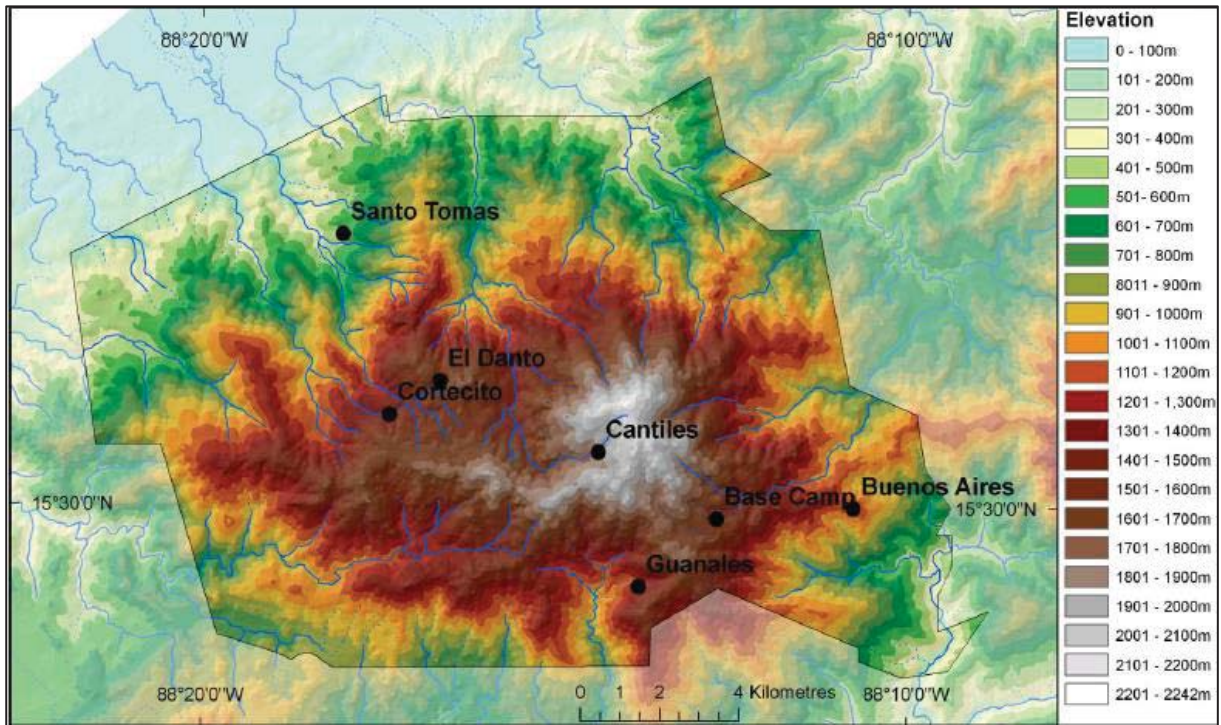 88°20'0"W
88°10'0"W
Santo Tomas
El Danto
Cortecito
Cantiles
Base Camp
Buenos Aires
15°30'0"N
15°30'0"N
Guanales
88°20'0"W
0 1 2 4 Kilometres
88°10'0"W
Elevation
0 - 100m
101 - 200m
201 - 300m
301 - 400m
401 - 500m
501- 600m
601 - 700m
701 - 800m
8011 - 900m
901 - 1000m
1001 - 1100m
1101 - 1200m
1201 - 1,300m
1301 - 1400m
1401 - 1500m
1501 - 1600m
1601 - 1700m
1701 - 1800m
1801 - 1900m
1901 - 2000m
2001 - 2100m
2101 - 2200m
2201 - 2242m